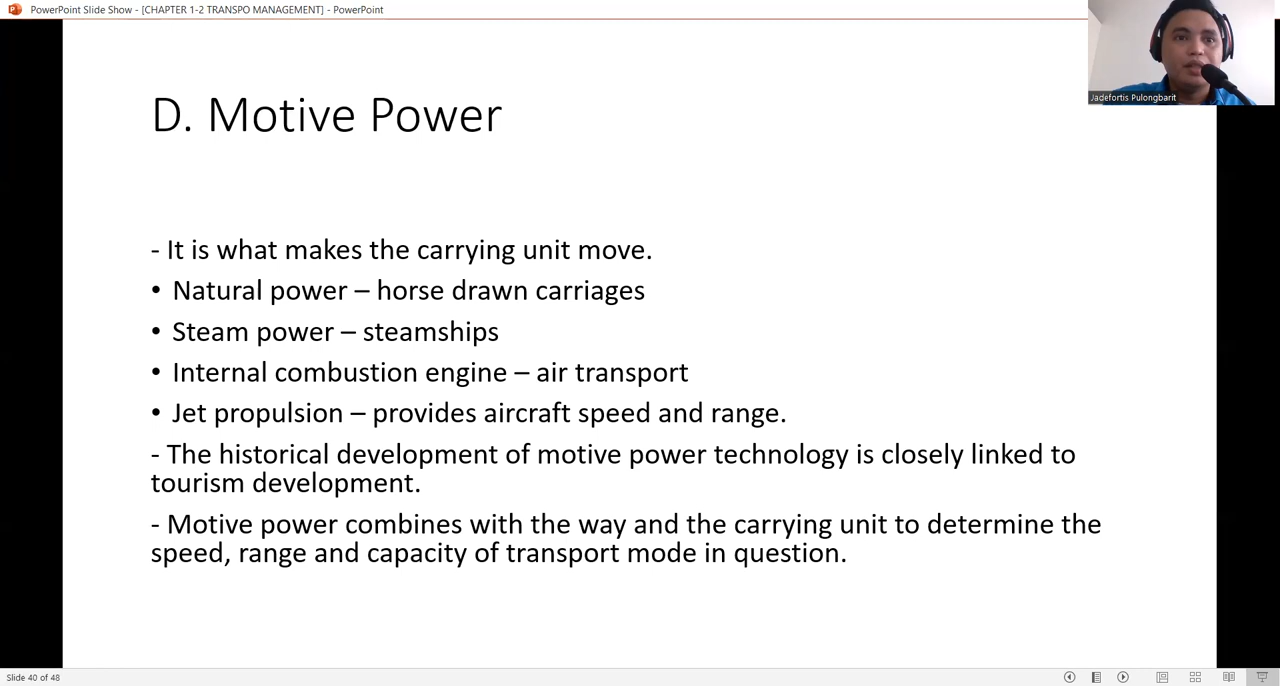 PowerPoint Slide Show - [CHAPTER 1-2 TRANSPO MANAGEMENT] - PowerPoint
Jadefortis Pulongbarit
D. Motive Power
- It is what makes the carrying unit move.
• Natural power – horse drawn carriages
• Steam power – steamships
• Internal combustion engine – air transport
• Jet propulsion – provides aircraft speed and range.
- The historical development of motive power technology is closely linked to
tourism development.
- Motive power combines with the way and the carrying unit to determine the
speed, range and capacity of transport mode in question.
Slide 40 of 48